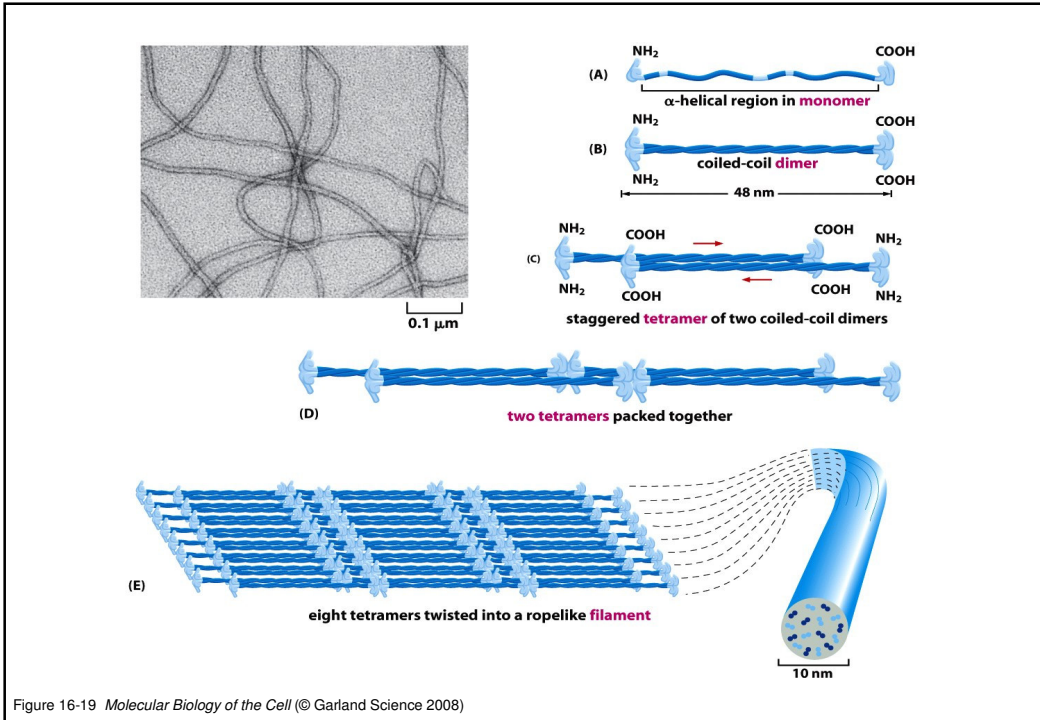 0.1 μm
(A)
NH2
COOH
α-helical region in monomer
(B)
NH2
COOH
coiled-coil dimer
NH2
COOH
48 nm
(C)
NH2
COOH
COOH
NH2
NH2
COOH
COOH
NH2
staggered tetramer of two coiled-coil dimers
(D)
two tetramers packed together
(E)
eight tetramers twisted into a ropelike filament
10 nm
Figure 16-19 Molecular Biology of the Cell (© Garland Science 2008)